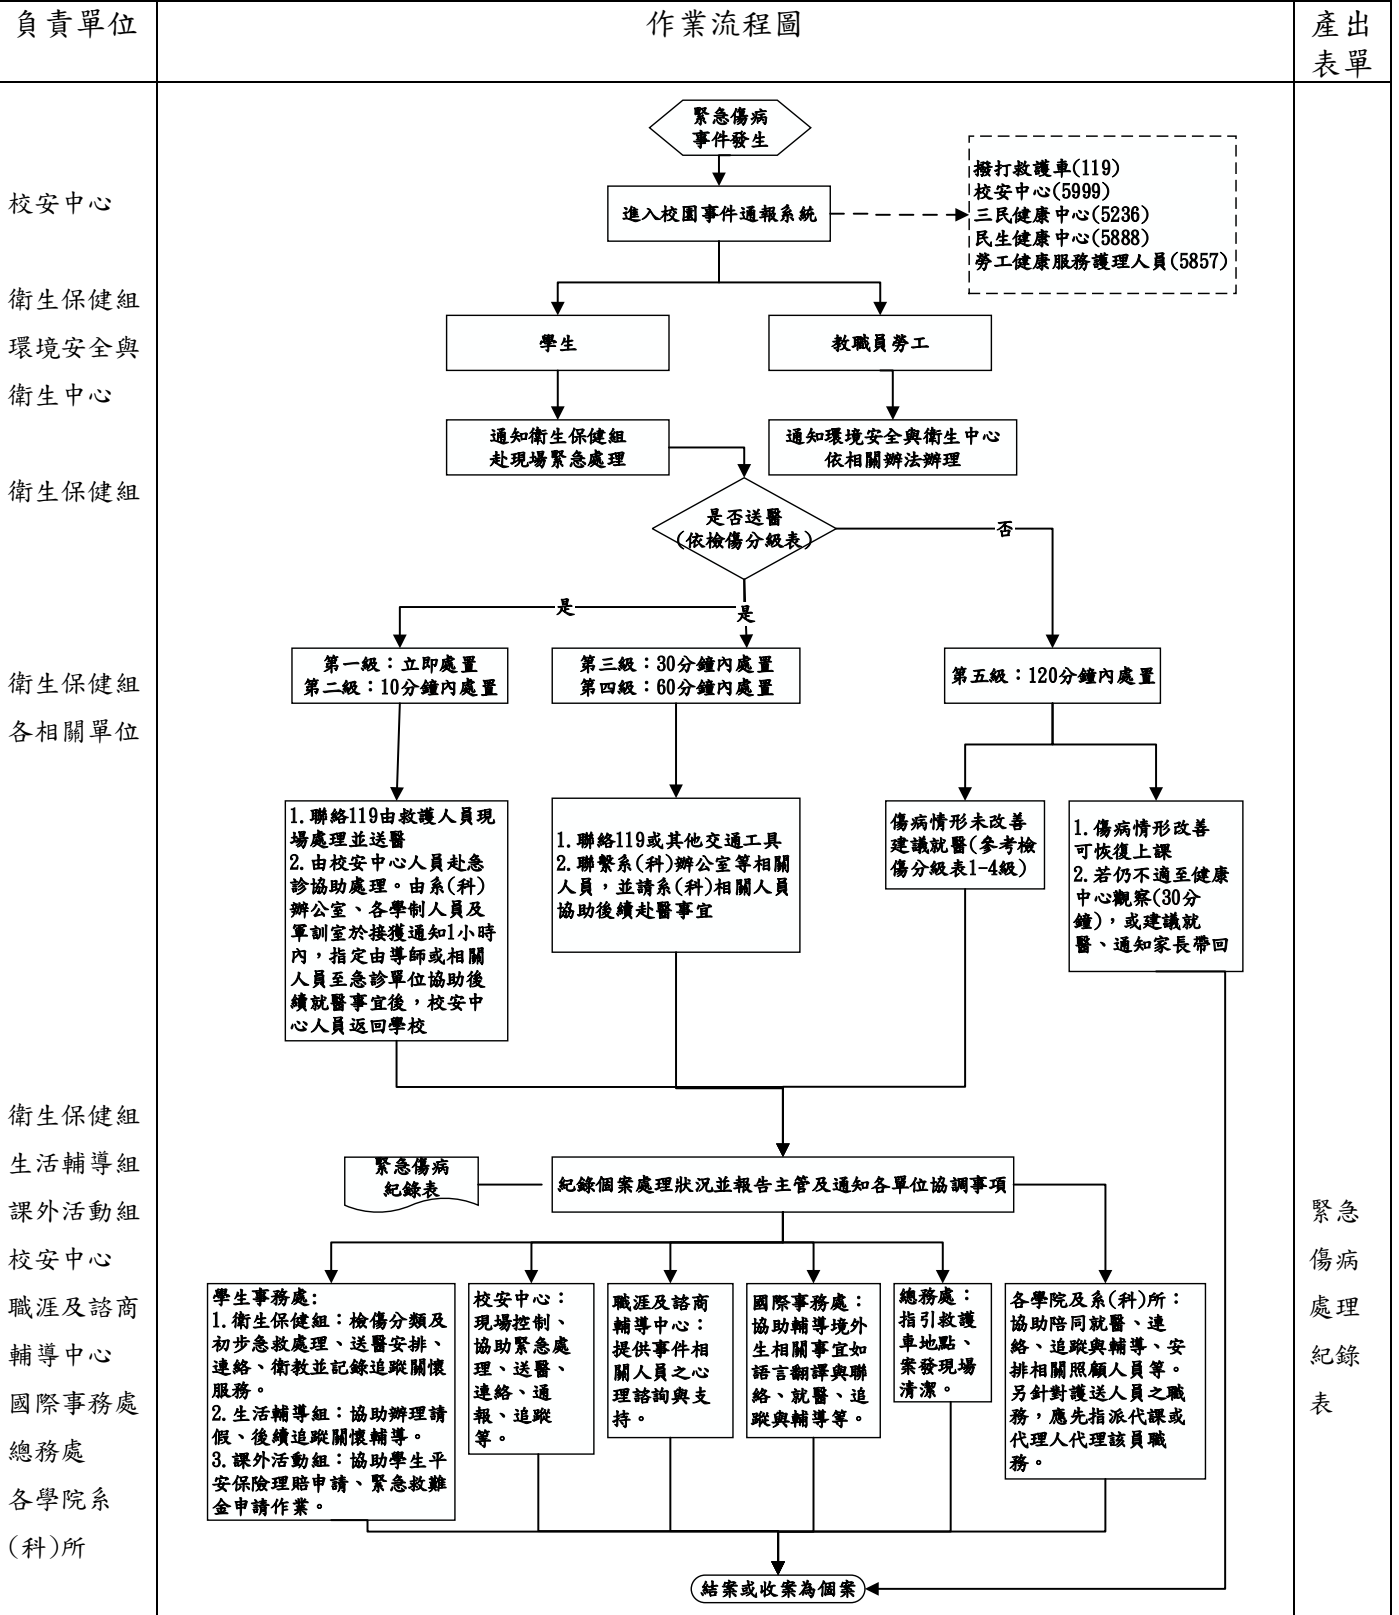 負責單位
作業流程圖
產出
表單
緊急傷病
事件發生
撥打救護車(119)
校安中心(5999)
三民健康中心(5236)
民生健康中心(5888)
勞工健康服務護理人員(5857)
校安中心
進入校園事件通報系統
衛生保健組
環境安全與
衛生中心
學生
教職員勞工
通知衛生保健組
赴現場緊急處理
通知環境安全與衛生中心
依相關辦法辦理
衛生保健組
是否送醫
(依檢傷分級表)
否
是
是
衛生保健組
各相關單位
第一級：立即處置
第二級：10分鐘內處置
第三級：30分鐘內處置
第四級：60分鐘內處置
第五級：120分鐘內處置
1.聯絡119由救護人員現
場處理並送醫
2.由校安中心人員赴急
診協助處理。由系(科)
辦公室、各學制人員及
軍訓室於接獲通知1小時
內，指定由導師或相關
人員至急診單位協助後
續就醫事宜後，校安中
心人員返回學校
1.聯絡119或其他交通工具
2.聯繫系(科)辦公室等相關
人員，並請系(科)相關人員
協助後續赴醫事宜
傷病情形未改善
建議就醫(參考檢
傷分級表1-4級)
1.傷病情形改善
可恢復上課
2.若仍不適至健康
中心觀察(30分
鐘)，或建議就
醫、通知家長帶回
衛生保健組
生活輔導組
課外活動組
校安中心
職涯及諮商
輔導中心
國際事務處
總務處
各學院系
(科)所
緊急傷病
紀錄表
紀錄個案處理狀況並報告主管及通知各單位協調事項
學生事務處:
1.衛生保健組：檢傷分類及
初步急救處理、送醫安排、
連絡、衛教並記錄追蹤關懷
服務。
2.生活輔導組：協助辦理請
假、後續追蹤關懷輔導。
3.課外活動組：協助學生平
安保險理賠申請、緊急救難
金申請作業。
校安中心：
現場控制、
協助緊急處
理、送醫、
連絡、通
報、追蹤
等。
職涯及諮商
輔導中心：
提供事件相
關人員之心
理諮詢與支
持。
國際事務處：
協助輔導境外
生相關事宜如
語言翻譯與聯
絡、就醫、追
蹤與輔導等。
總務處：
指引救護
車地點、
案發現場
清潔。
各學院及系(科)所：
協助陪同就醫、連
絡、追蹤與輔導、安
排相關照顧人員等。
另針對護送人員之職
務，應先指派代課或
代理人代理該員職
務。
結案或收案為個案
緊急
傷病
處理
紀錄
表